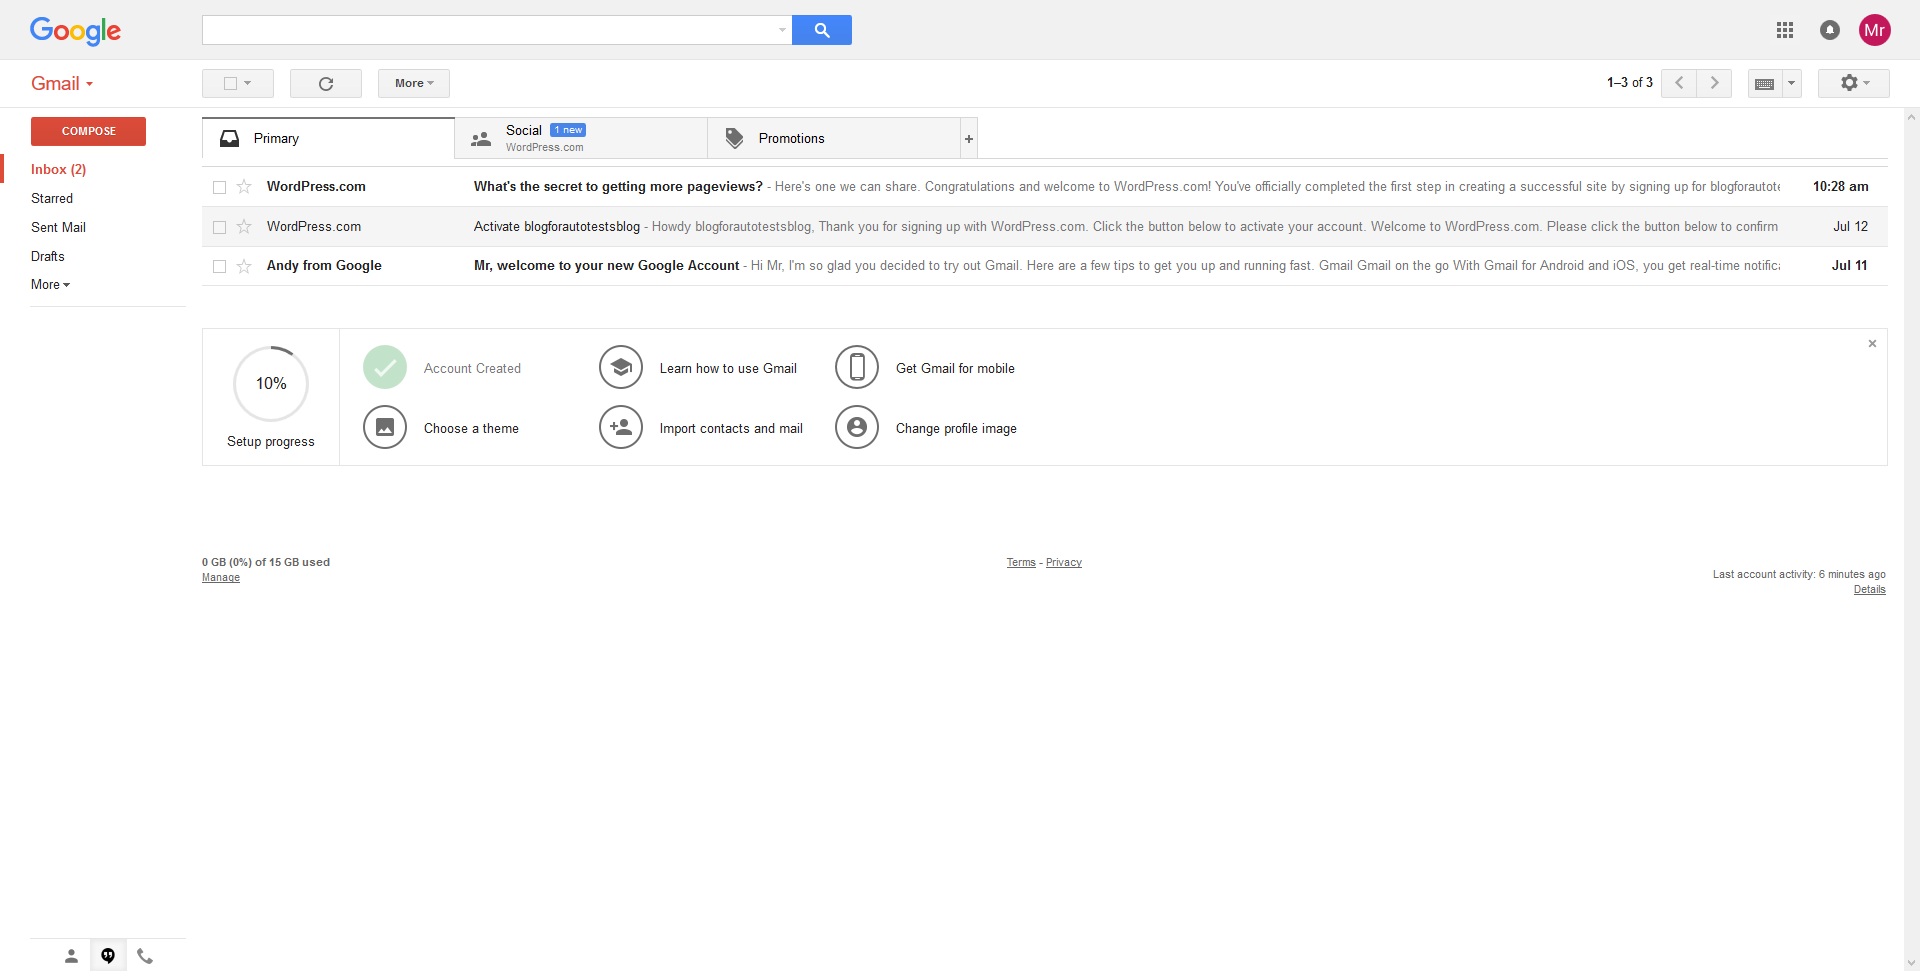 Google
Mr
Gmail
More
1–3 of 3
COMPOSE
Inbox (2)
Starred
Sent Mail
Drafts
More
Primary
Social 1 new
WordPress.com
Promotions
+
WordPress.com What's the secret to getting more pageviews? - Here's one we can share. Congratulations and welcome to WordPress.com! You've officially completed the first step in creating a successful site by signing up for blogforautote 10:28 am
WordPress.com Activate blogforautotestsblog - Howdy blogforautotestsblog, Thank you for signing up with WordPress.com. Click the button below to activate your account. Welcome to WordPress.com. Please click the button below to confirm Jul 12
Andy from Google Mr, welcome to your new Google Account - Hi Mr, I'm so glad you decided to try out Gmail. Here are a few tips to get you up and running fast. Gmail Gmail on the go With Gmail for Android and iOS, you get real-time notific Jul 11
10%
Setup progress
Account Created
Learn how to use Gmail
Get Gmail for mobile
Choose a theme
Import contacts and mail
Change profile image
0 GB (0%) of 15 GB used
Manage
Terms - Privacy
Last account activity: 6 minutes ago
Details